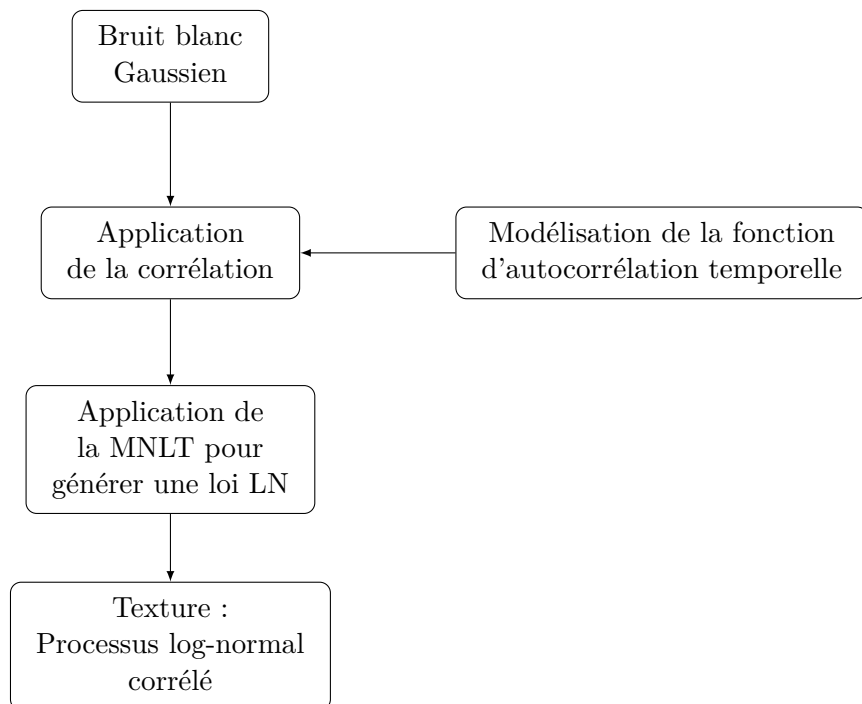 Bruit blanc
Gaussien
Application
de la corrélation
Modélisation de la fonction
d'autocorrélation temporelle
Application de
la MNLT pour
générer une loi LN
Texture :
Processus log-normal
corrélé